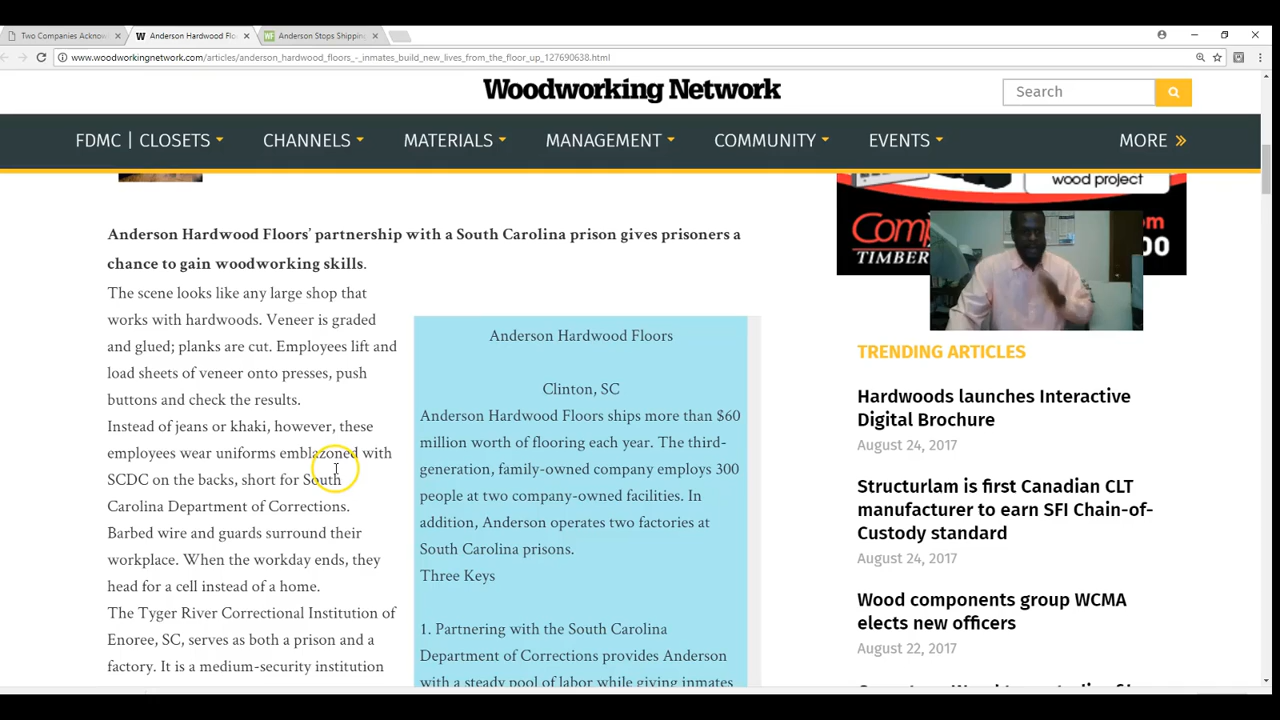 Two Companies Acknow
Anderson Hardwood Flo
Anderson Stops Shipping
www.woodworkingnetwork.com/articles/anderson_hardwood_floors_-_inmates_build_new_lives_from_the_floor_up_127690638.html
Woodworking Network
Search
FDMC | CLOSETS
CHANNELS
MATERIALS
MANAGEMENT
COMMUNITY
EVENTS
MORE
Anderson Hardwood Floors' partnership with a South Carolina prison gives prisoners a
chance to gain woodworking skills.
The scene looks like any large shop that
works with hardwoods. Veneer is graded
and glued; planks are cut. Employees lift and
load sheets of veneer onto presses, push
buttons and check the results.
Instead of jeans or khaki, however, these
employees wear uniforms emblazoned with
SCDC on the backs, short for South
Carolina Department of Corrections.
Barbed wire and guards surround their
workplace. When the workday ends, they
head for a cell instead of a home.
The Tyger River Correctional Institution of
Enoree, SC, serves as both a prison and a
factory. It is a medium-security institution
Anderson Hardwood Floors
Clinton, SC
Anderson Hardwood Floors ships more than $60
million worth of flooring each year. The third-
generation, family-owned company employs 300
people at two company-owned facilities. In
addition, Anderson operates two factories at
South Carolina prisons.
Three Keys
1. Partnering with the South Carolina
Department of Corrections provides Anderson
with a steady pool of labor while giving inmates
wood project
Com
om
TIMBER
00
TRENDING ARTICLES
Hardwoods launches Interactive
Digital Brochure
August 24, 2017
Structurlam is first Canadian CLT
manufacturer to earn SFI Chain-of-
Custody standard
August 24, 2017
Wood components group WCMA
elects new officers
August 22, 2017